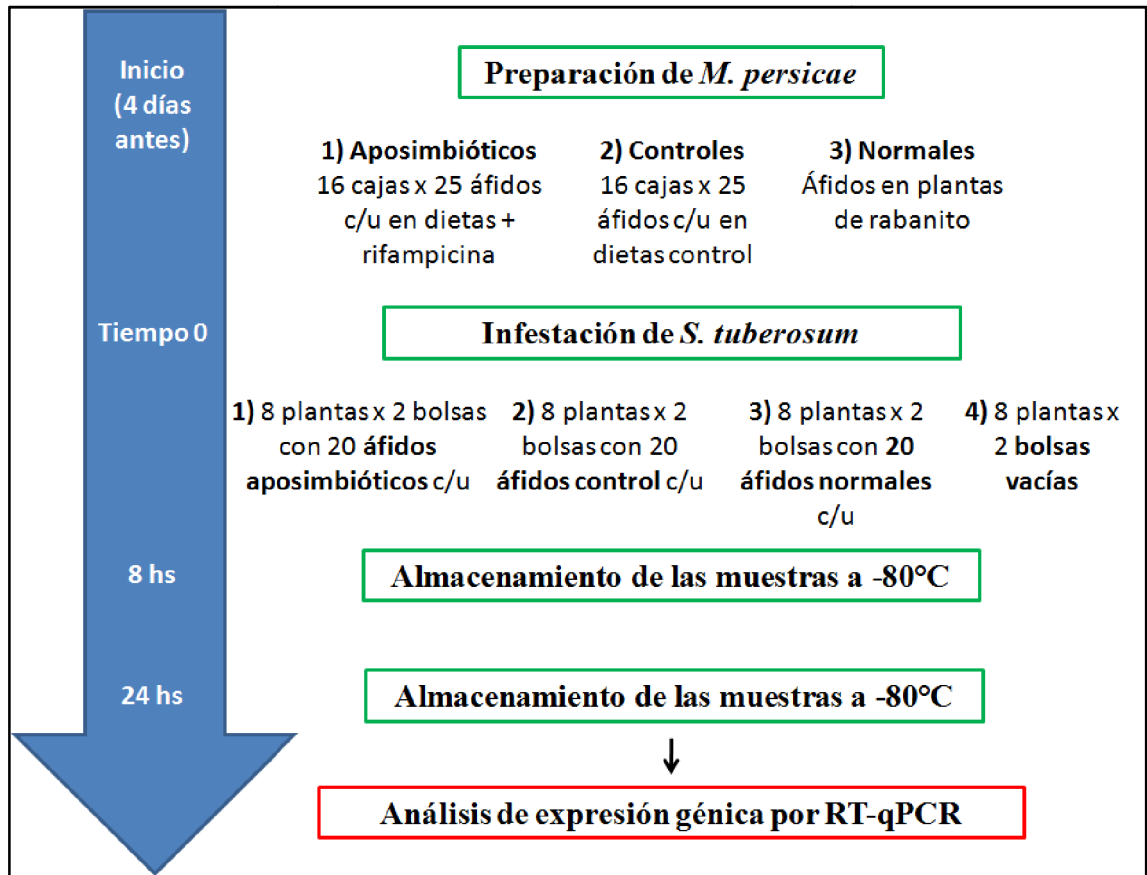 Inicio
(4 días
antes)
Preparación de M. persicae
1) Aposimbióticos
16 cajas x 25 áfidos
c/u en dietas +
rifampicina
2) Controles
16 cajas x 25
áfidos c/u en
dietas control
3) Normales
Áfidos en plantas
de rabanito
Tiempo 0
Infestación de S. tuberosum
1) 8 plantas x 2 bolsas
con 20 áfidos
aposimbióticos c/u
2) 8 plantas x 2
bolsas con 20
áfidos control c/u
3) 8 plantas x 2
bolsas con 20
áfidos normales
c/u
4) 8 plantas x
2 bolsas
vacías
8 hs
Almacenamiento de las muestras a -80°C
24 hs
Almacenamiento de las muestras a -80°C
Análisis de expresión génica por RT-qPCR